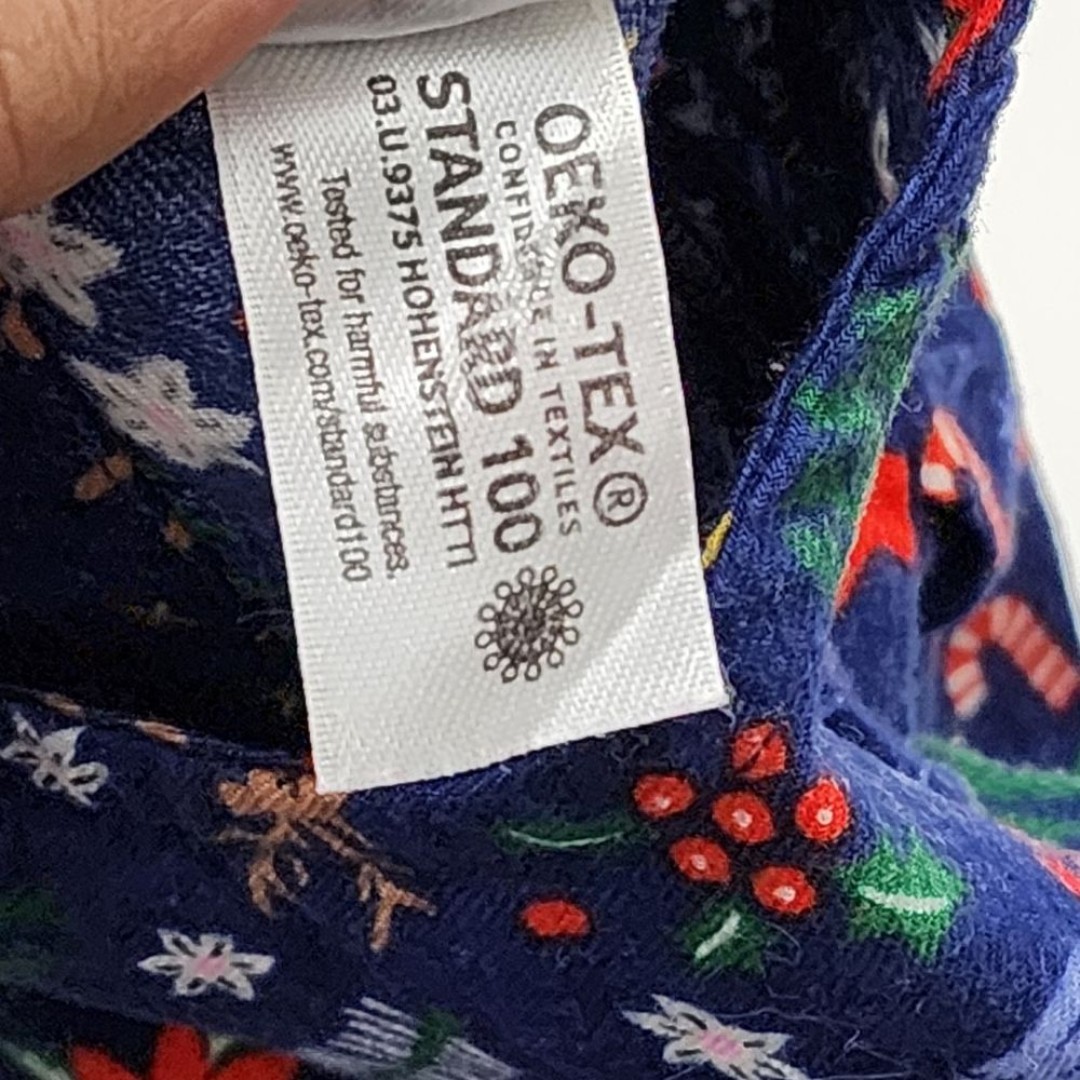 OEKO-TEX®
CONFIDENCE IN TEXTILES
STANDARD 100
03.U.9375 HOHENSTEIN HTTI
Tested for harmful substances.
www.oeko-tex.com/standard100